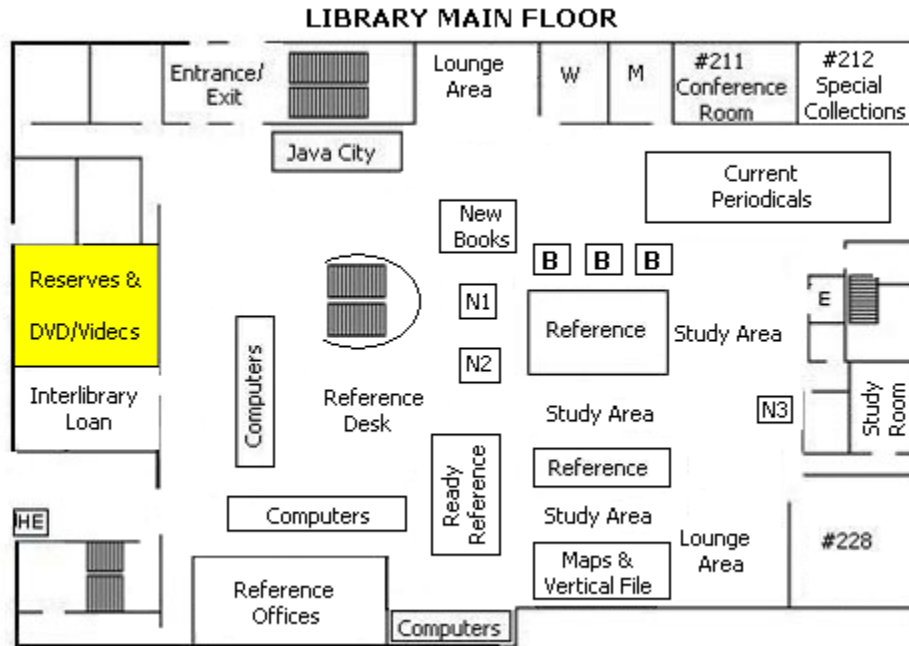 LIBRARY MAIN FLOOR
Entrance/
Exit
Lounge
Area
W
M
#211
Conference
Room
#212
Special
Collections
Java City
Current
Periodicals
New
Books
B
B
B
Reserves &
DVD/Videcs
N1
Reference
Study Area
E
N2
Interlibrary
Loan
Computers
Reference
Desk
Study Area
N3
Study
Room
Ready
Reference
Reference
Computers
Study Area
HE
Lounge
Area
#228
Maps &
Vertical File
Reference
Offices
Computers